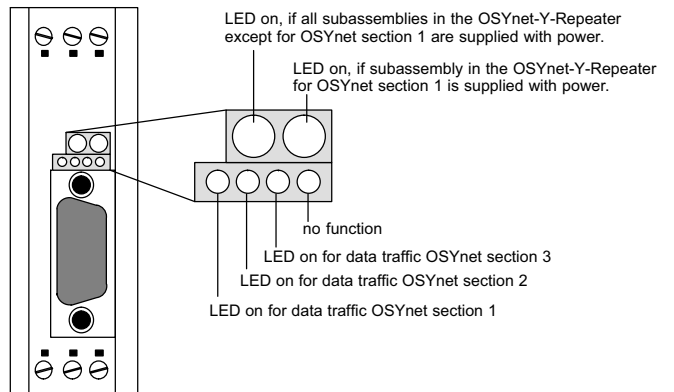 LED on, if all subassemblies in the OSYnet-Y-Repeater
except for OSYnet section 1 are supplied with power.
LED on, if subassembly in the OSYnet-Y-Repeater
for OSYnet section 1 is supplied with power.
no function
LED on for data traffic OSYnet section 3
LED on for data traffic OSYnet section 2
LED on for data traffic OSYnet section 1